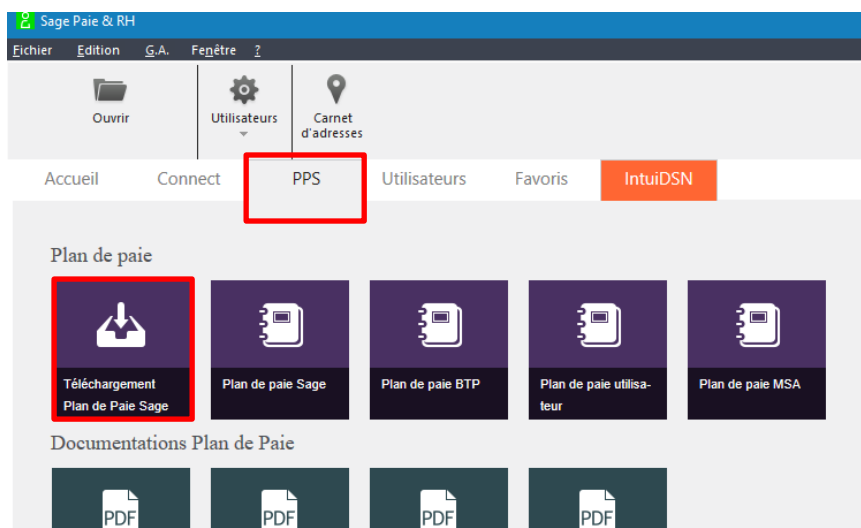 Sage Paie & RH
Fichier Edition G.A. Fenêtre ?
Ouvrir
Utilisateurs
Carnet
d'adresses
Accueil Connect PPS Utilisateurs Favoris IntuiDSN
Plan de paie
Téléchargement
Plan de Paie Sage
Plan de paie Sage
Plan de paie BTP
Plan de paie utilisa-
teur
Plan de paie MSA
Documentations Plan de Paie
PDF PDF PDF PDF